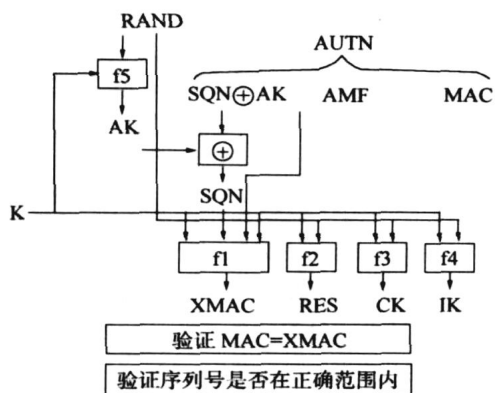 RAND
AUTN
f5
SQN⊕AK AMF MAC
AK
⊕
SQN
K
f1 f2 f3 f4
XMAC RES CK IK
验证 MAC=XMAC
验证序列号是否在正确范围内